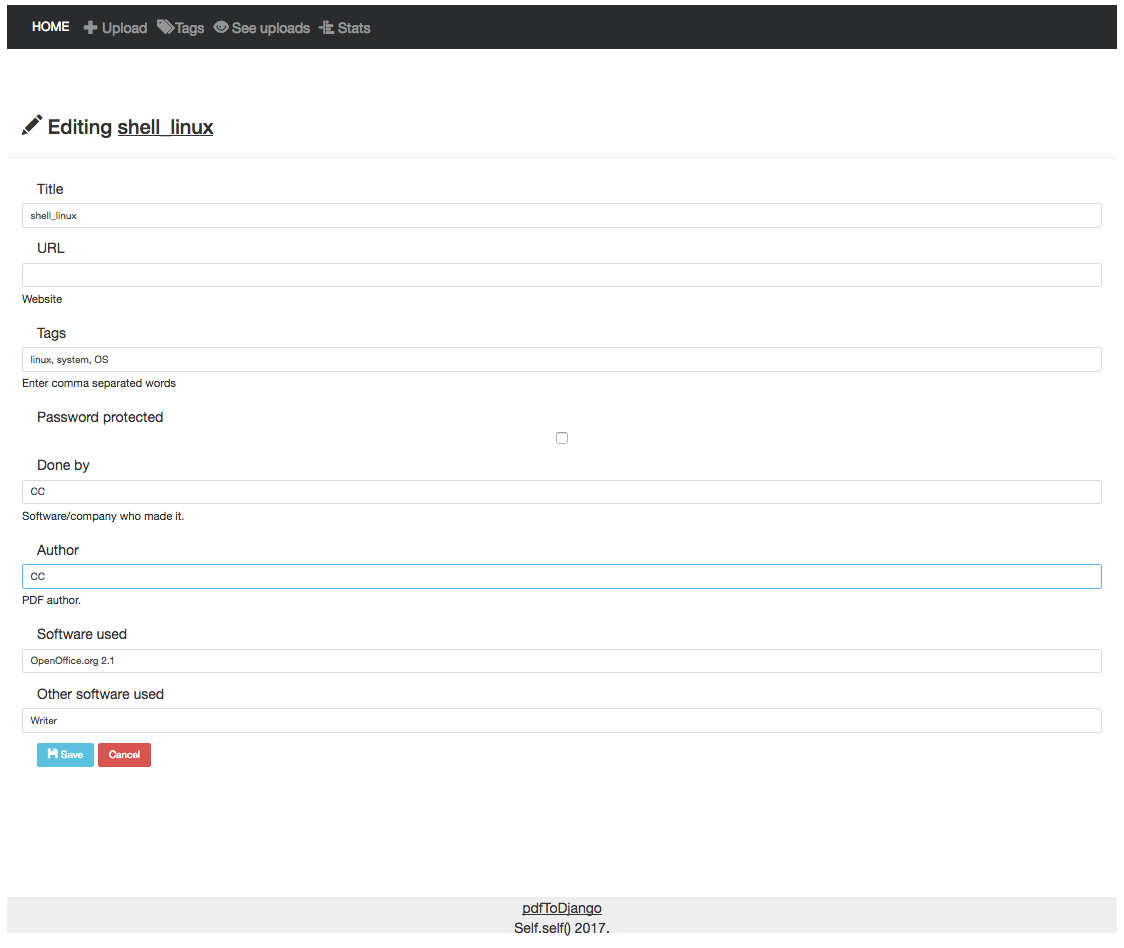 HOME Upload Tags See uploads Stats
Editing shell_linux
Title
shell_linux
URL
Website
Tags
linux, system, OS
Enter comma separated words
Password protected
Done by
CC
Software/company who made it.
Author
CC
PDF author.
Software used
OpenOffice.org 2.1
Other software used
Writer
Save Cancel
pdfToDjango
Self.self() 2017.